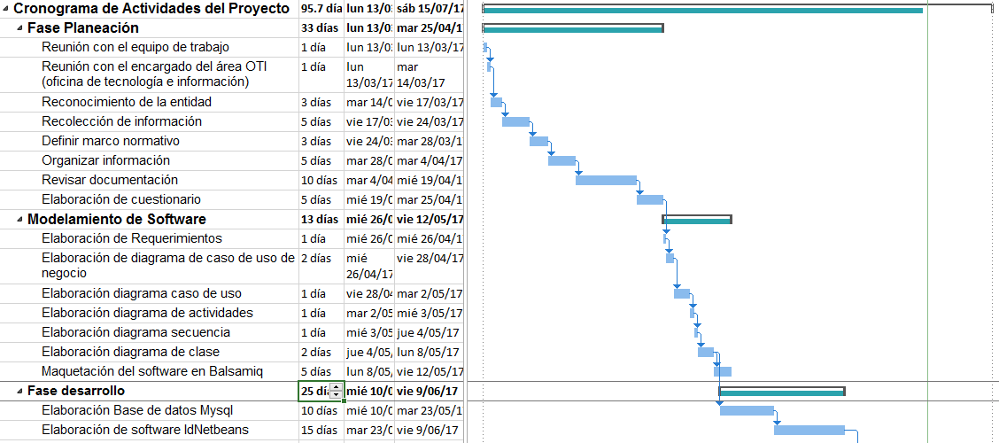 Cronograma de Actividades del Proyecto 95.7 día lun 13/03 sáb 15/07/17
Fase Planeación 33 días lun 13/03 mar 25/04/1
Reunión con el equipo de trabajo 1 día lun 13/03 lun 13/03/17
Reunión con el encargado del área OTI 1 día lun mar
(oficina de tecnología e información) 13/03/17 14/03/17
Reconocimiento de la entidad 3 días mar 14/0 vie 17/03/17
Recolección de información 5 días vie 17/03 vie 24/03/17
Definir marco normativo 3 días vie 24/03 mar 28/03/1
Organizar información 5 días mar 28/0 mar 4/04/17
Revisar documentación 10 días mar 4/04 mié 19/04/1
Elaboración de cuestionario 5 días mié 19/0 mar 25/04/1
Modelamiento de Software 13 días mié 26/0 vie 12/05/17
Elaboración de Requerimientos 1 día mié 26/0 mié 26/04/1
Elaboración de diagrama de caso de uso de 2 días mié vie 28/04/17
negocio 26/04/17
Elaboración diagrama caso de uso 1 día vie 28/04 mar 2/05/17
Elaboración diagrama de actividades 1 día mar 2/05 mié 3/05/17
Elaboración diagrama secuencia 1 día mié 3/05 jue 4/05/17
Elaboración diagrama de clase 2 días jue 4/05, lun 8/05/17
Maquetación del software en Balsamiq 5 días lun 8/05, vie 12/05/17
Fase desarrollo 25 día mié 10/0 vie 9/06/17
Elaboración Base de datos Mysql 10 días mié 10/0 mar 23/05/1
Elaboración de software IdNetbeans 15 días mar 23/0 vie 9/06/17